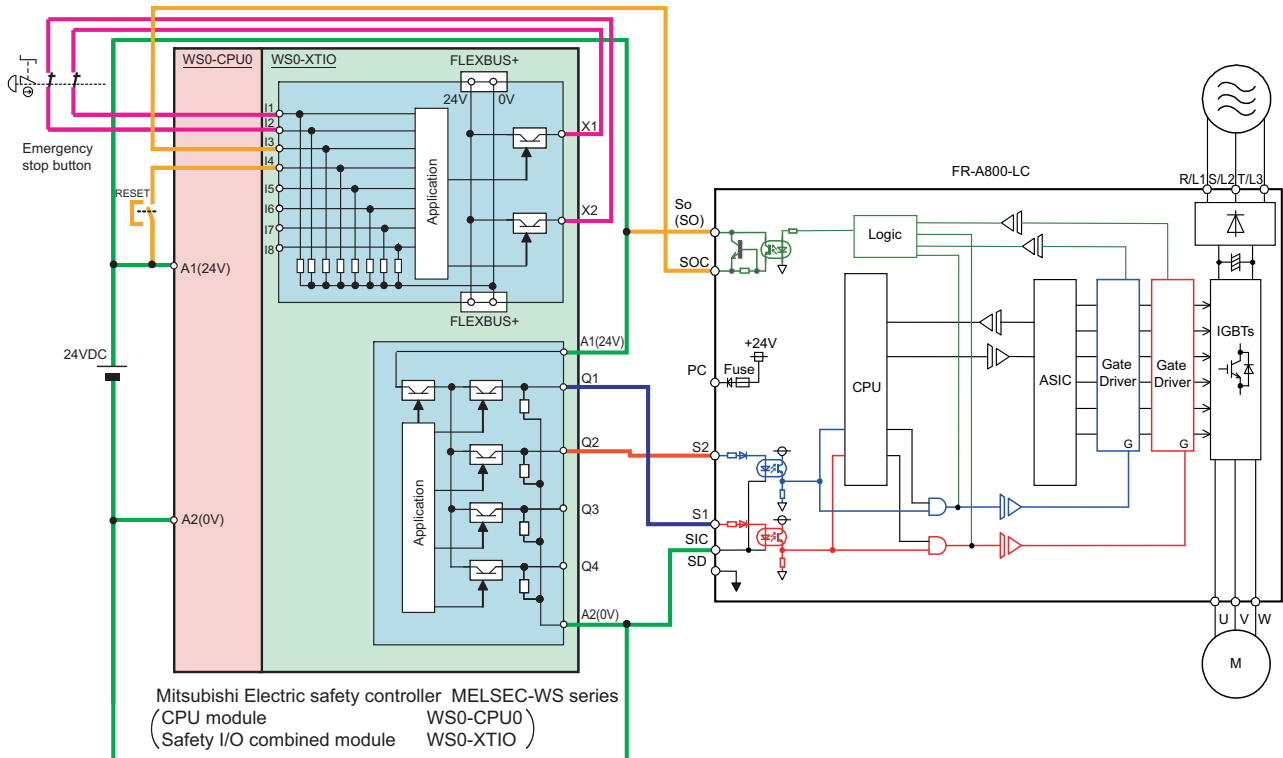 WS0-CPU0
WS0-XTIO
FLEXBUS+
24V
0V
I1
I2
I3
I4
I5
I6
I7
I8
Application
X1
X2
FLEXBUS+
Emergency
stop button
RESET
A1(24V)
24VDC
A2(0V)
A1(24V)
Q1
Q2
Q3
Q4
A2(0V)
Application
Mitsubishi Electric safety controller MELSEC-WS series
CPU module WS0-CPU0
Safety I/O combined module WS0-XTIO
FR-A800-LC
R/L1 S/L2 T/L3
So
(SO)
SOC
Logic
+24V
PC
Fuse
CPU
ASIC
Gate
Driver
G
Gate
Driver
G
IGBTs
S2
S1
SIC
SD
U
V
W
M